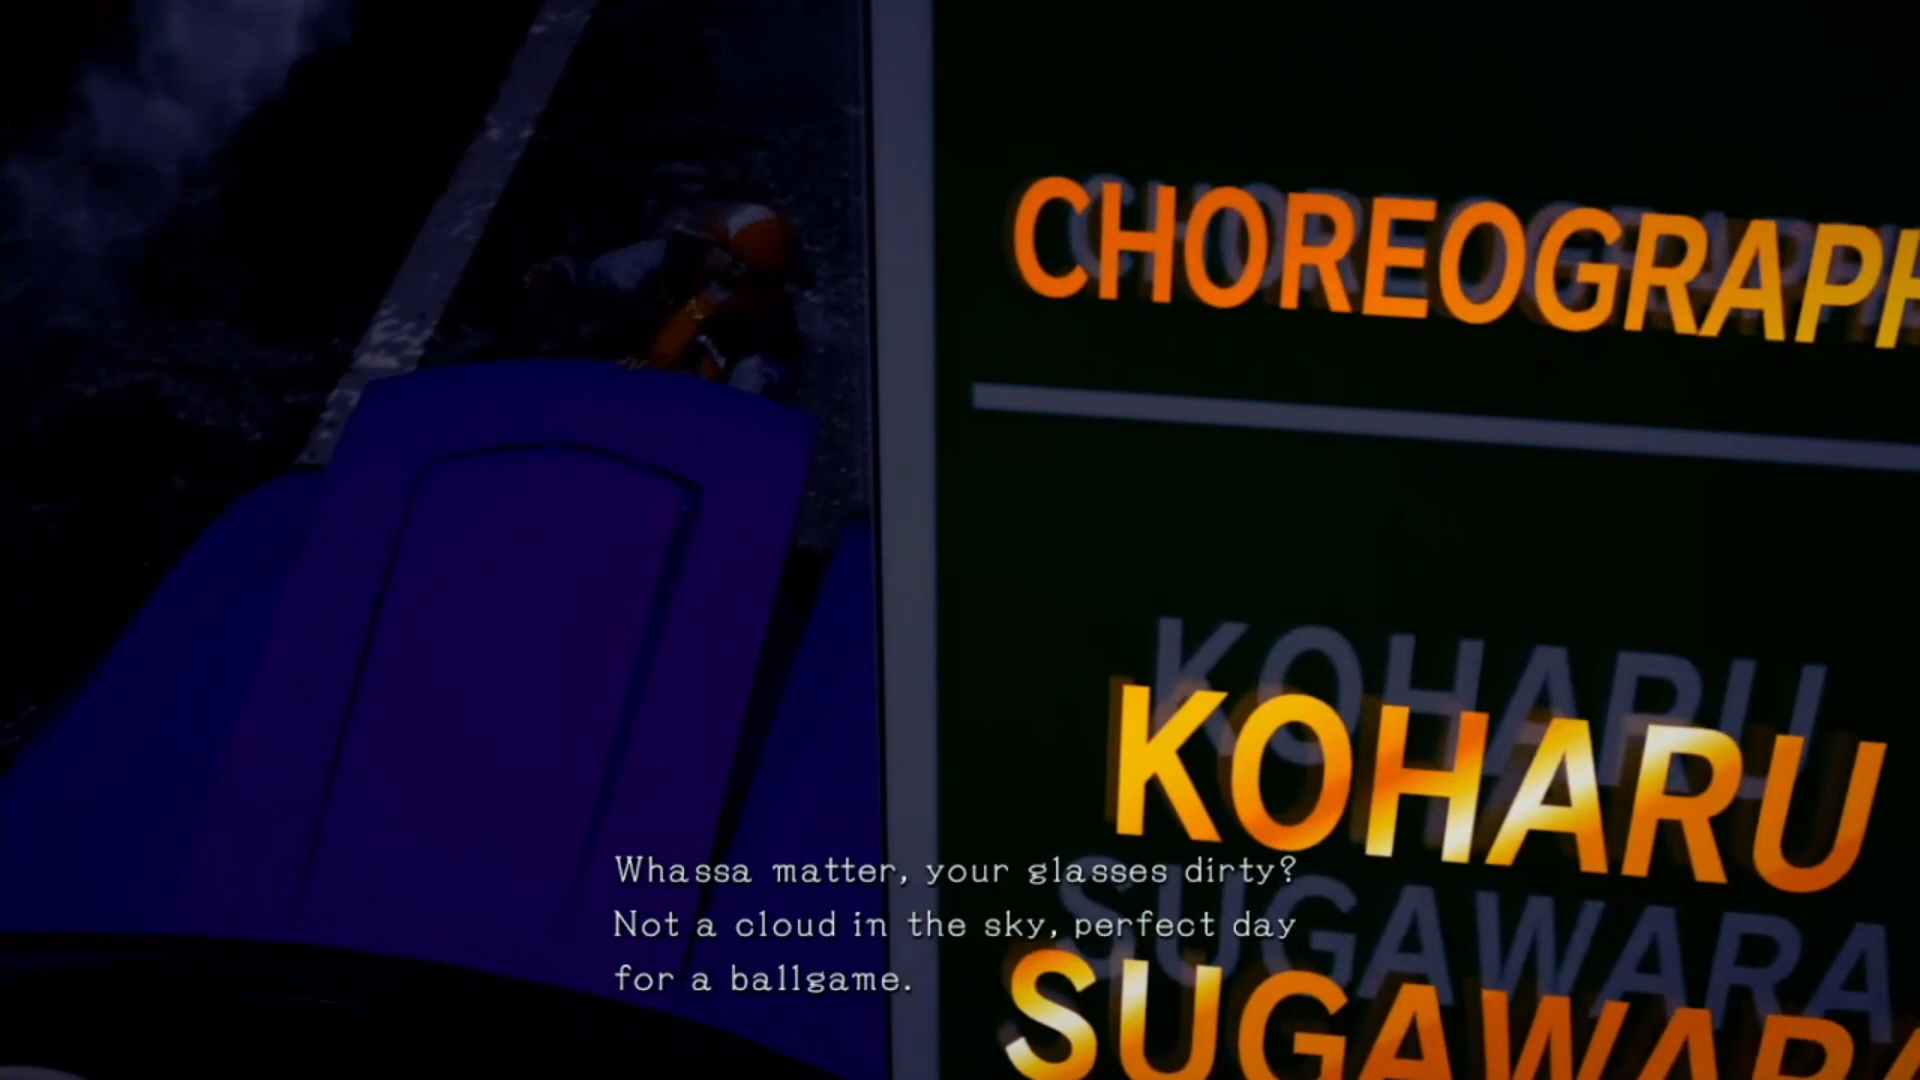 CHOREOGRAPH
KOHARU
SUGAWARA
Whassa matter, your glasses dirty?
Not a cloud in the sky, perfect day
for a ballgame.